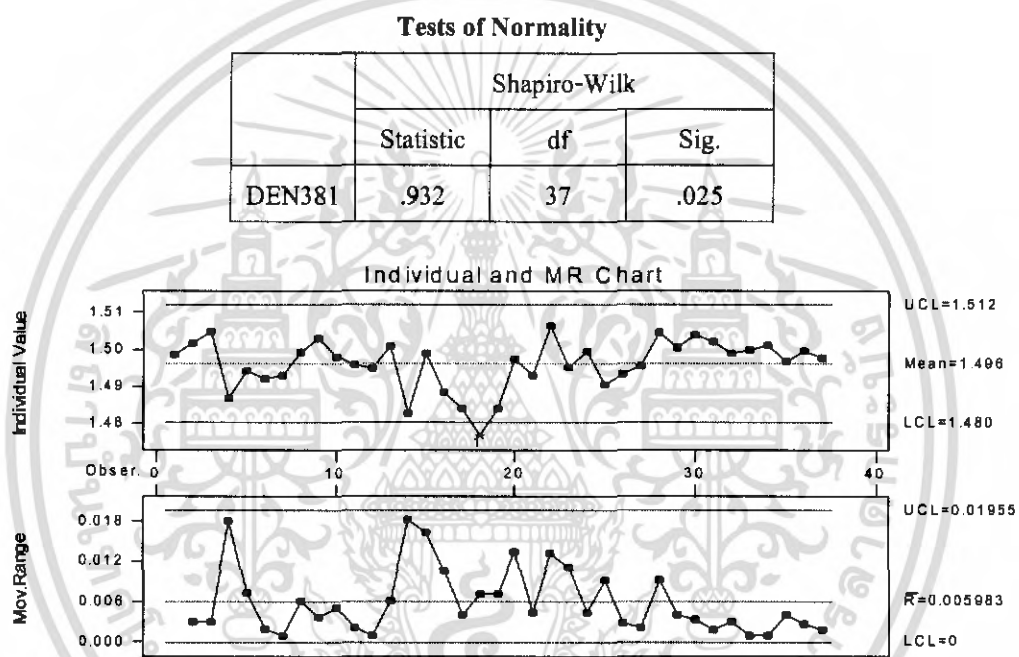 Tests of Normality
Shapiro-Wilk
Statistic df Sig.
DEN381 .932 37 .025
Individual and MR Chart
Individual Value
1.51
1.50
1.49
1.48
UCL=1.512
Mean=1.496
LCL=1.480
Obser. 0 10 20 30 40
1
Mov.Range
0.018
0.012
0.006
0.000
UCL=0.01955
R̅=0.005983
LCL=0